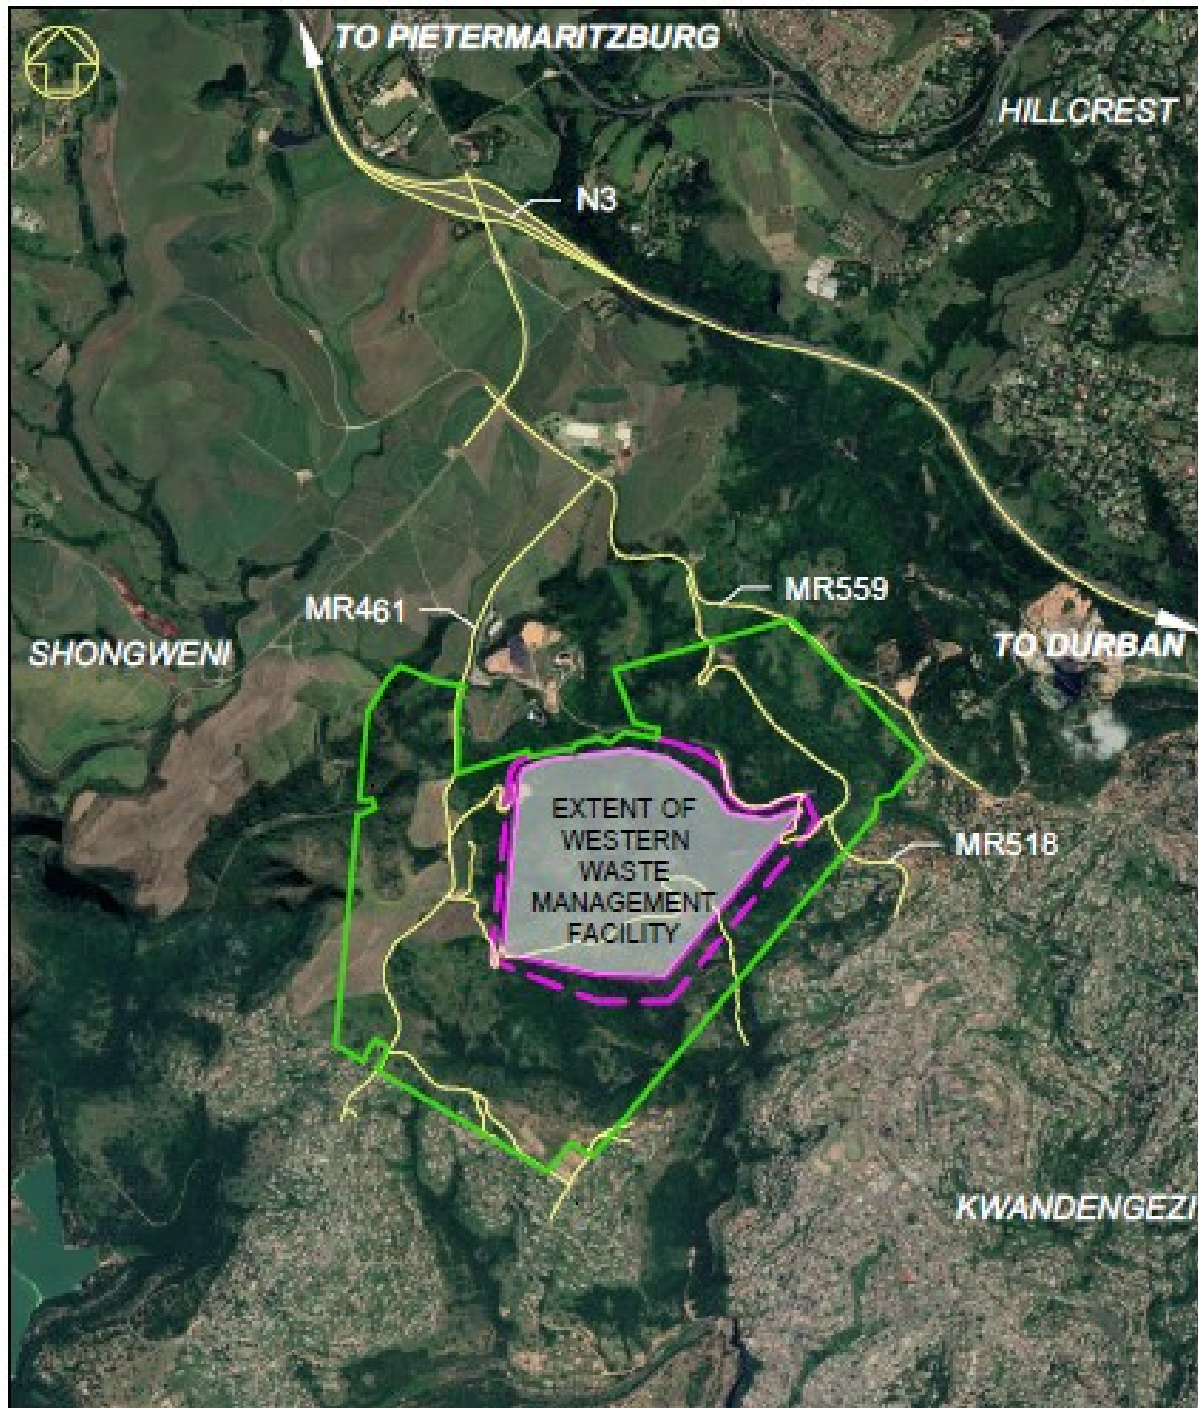 TO PIETERMARITZBURG
HILLCREST
N3
MR559
MR461
TO DURBAN
SHONGWENI
EXTENT OF
WESTERN
WASTE
MANAGEMENT
FACILITY
MR518
KWANDENGEZI